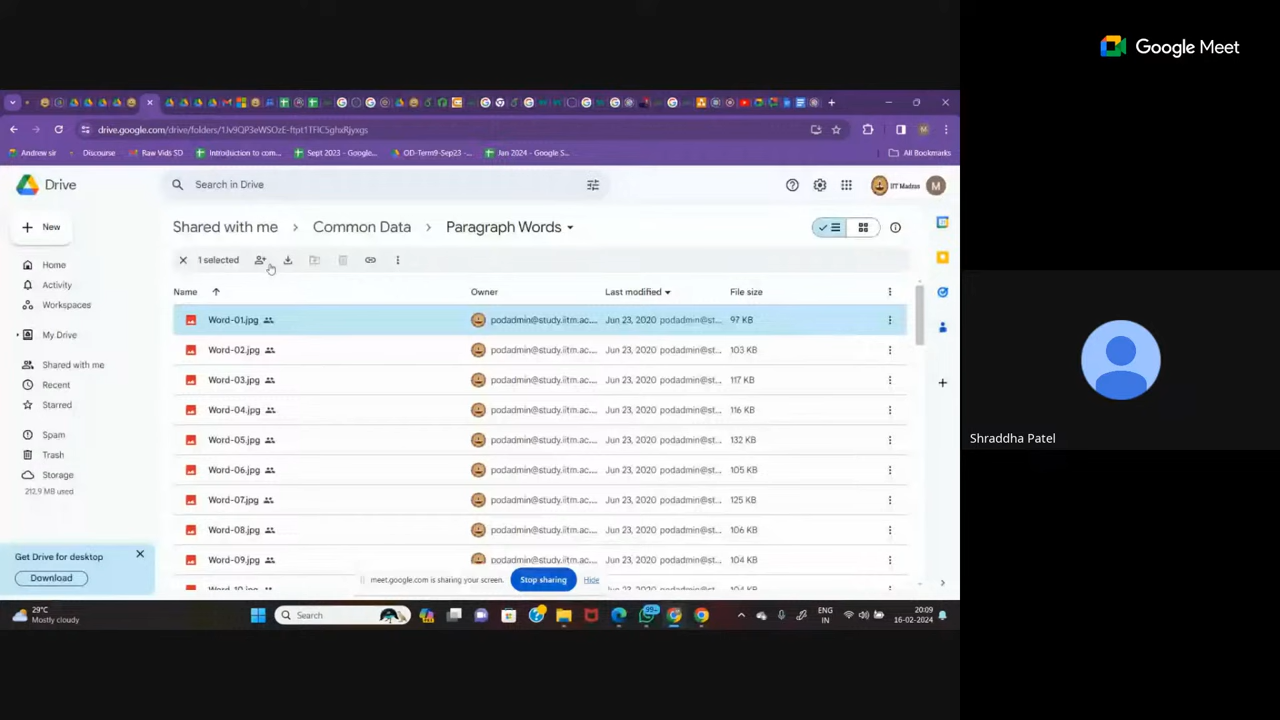 Google Meet
drive.google.com/drive/folders/1Jv9QP3eWSOzE-ftpt1TFIC5ghxRjyxgs
Andrew sir
Discourse
Raw Vids SD
Introduction to com...
Sept 2023 - Google...
OD-Term9-Sep23 -...
Jan 2024 - Google S...
All Bookmarks
Drive
Search in Drive
IIT Madras
M
New
Shared with me > Common Data > Paragraph Words
1 selected
Home
Activity
Workspaces
My Drive
Shared with me
Recent
Starred
Spam
Trash
Storage
212.9 MB used
Get Drive for desktop
Download
Name Owner Last modified File size
Word-01.jpg podadmin@study.iitm.ac.... Jun 23, 2020 podadmin@st... 97 KB
Word-02.jpg podadmin@study.iitm.ac.... Jun 23, 2020 podadmin@st... 103 KB
Word-03.jpg podadmin@study.iitm.ac.... Jun 23, 2020 podadmin@st... 117 KB
Word-04.jpg podadmin@study.iitm.ac.... Jun 23, 2020 podadmin@st... 116 KB
Word-05.jpg podadmin@study.iitm.ac.... Jun 23, 2020 podadmin@st... 132 KB
Word-06.jpg podadmin@study.iitm.ac.... Jun 23, 2020 podadmin@st... 105 KB
Word-07.jpg podadmin@study.iitm.ac.... Jun 23, 2020 podadmin@st... 125 KB
Word-08.jpg podadmin@study.iitm.ac.... Jun 23, 2020 podadmin@st... 106 KB
Word-09.jpg podadmin@study.iitm.ac.... Jun 23, 2020 podadmin@st... 104 KB
Word-10.jpg
meet.google.com is sharing your screen.
Stop sharing
Hide
Shraddha Patel
29°C
Mostly cloudy
Search
99+
ENG
IN
20:09
16-02-2024